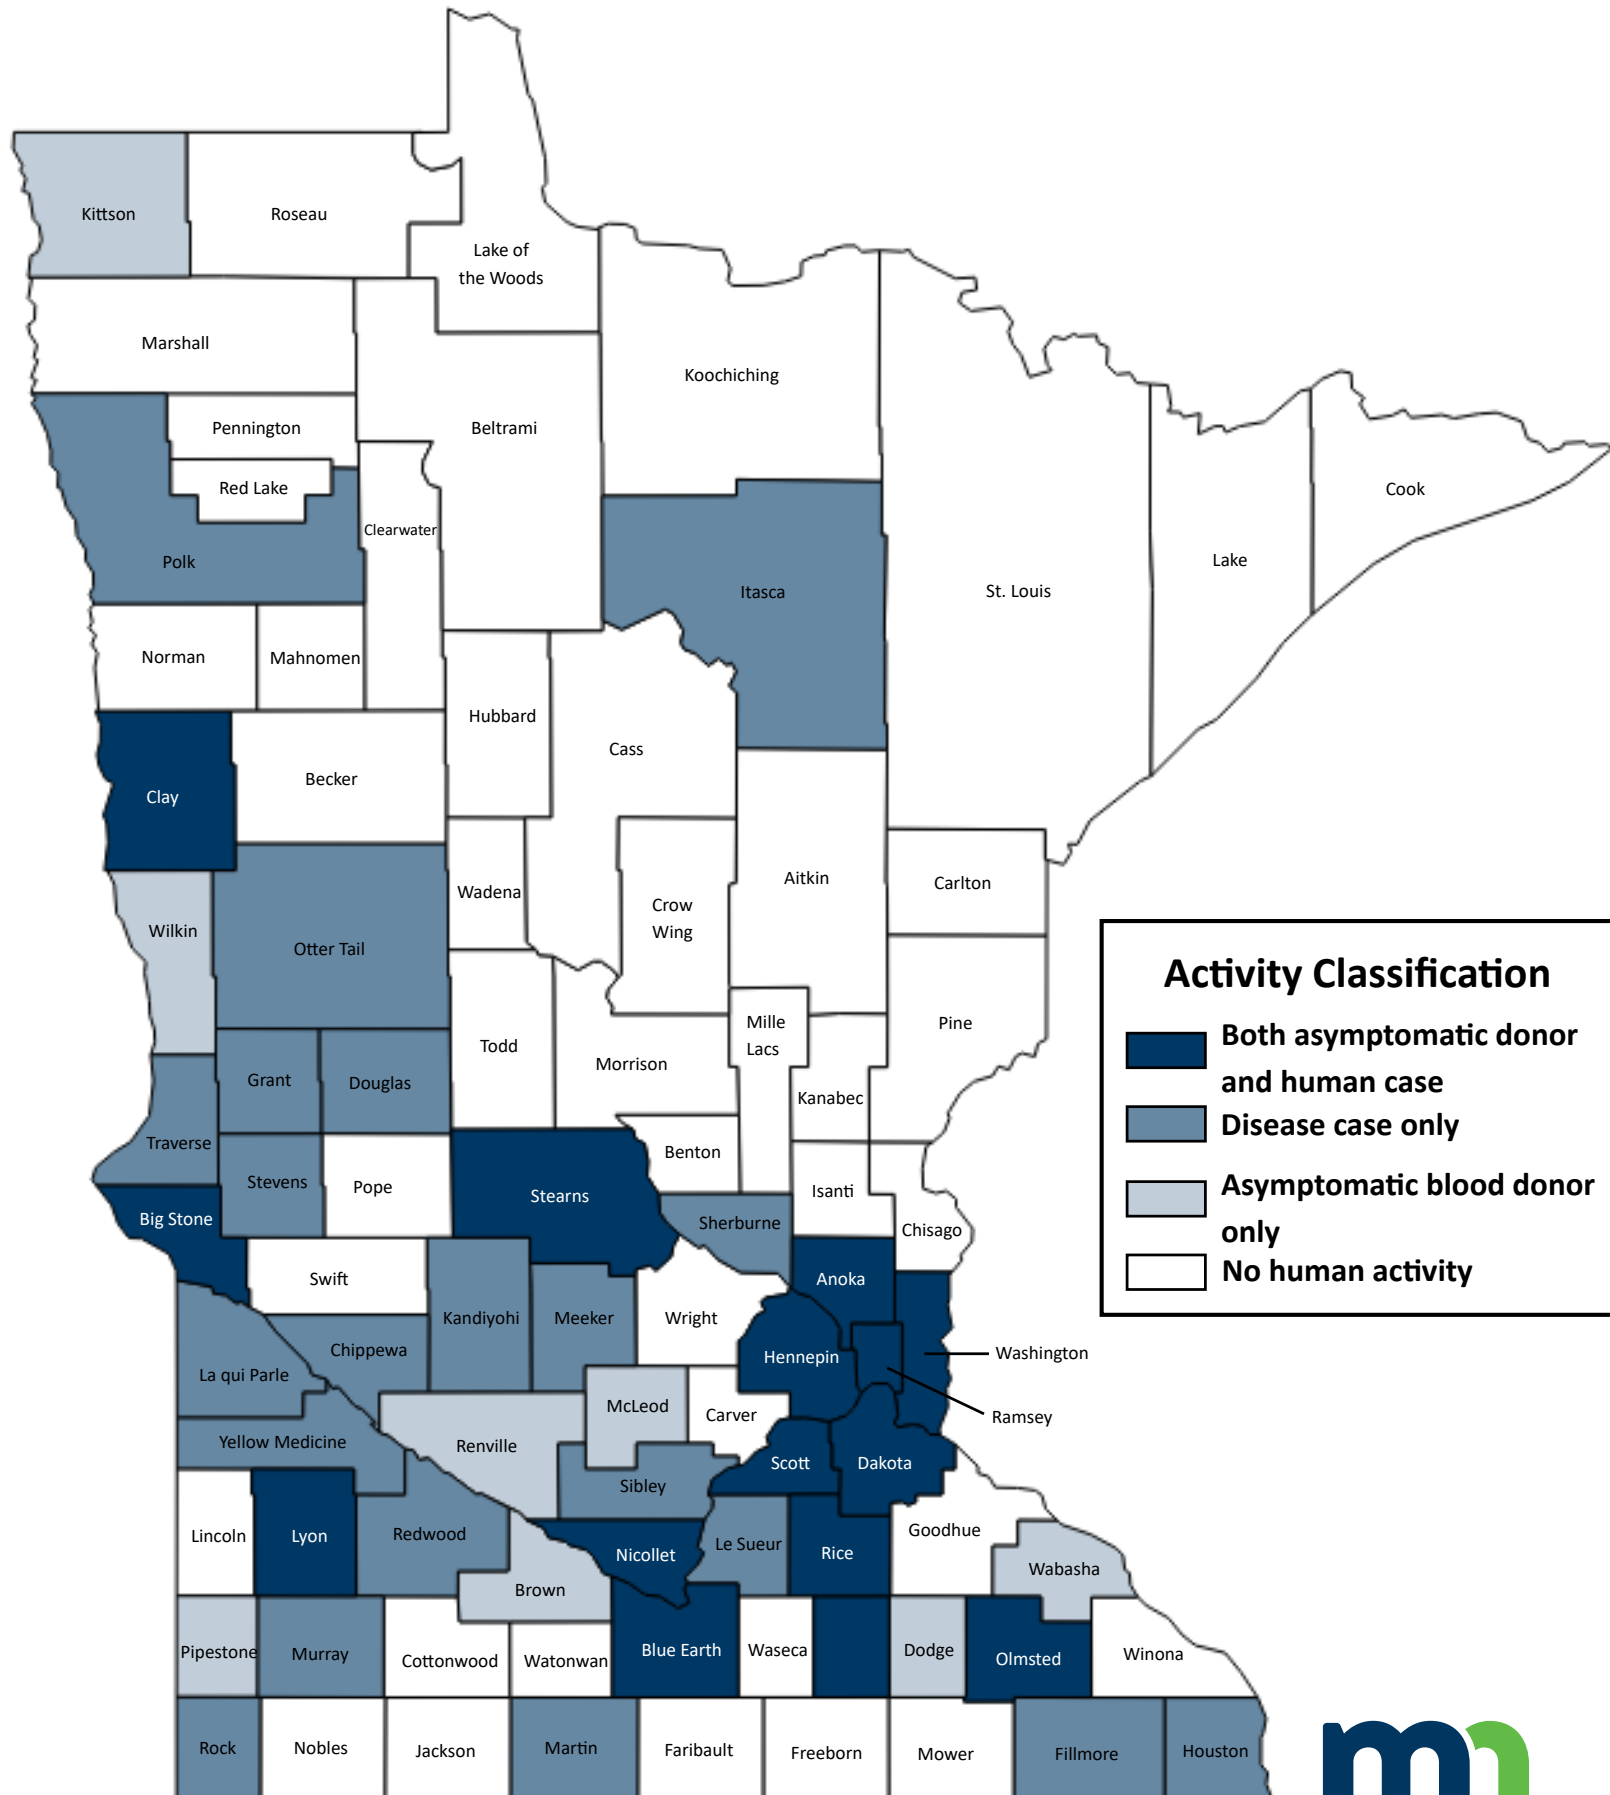 Kittson
Roseau
Lake of
the Woods
Marshall
Koochiching
Pennington
Beltrami
Red Lake
Cook
Clearwater
Polk
Lake
Itasca
St. Louis
Norman
Mahnomen
Hubbard
Cass
Becker
Clay
Aitkin
Carlton
Wadena
Crow
Wing
Wilkin
Otter Tail
Activity Classification
Both asymptomatic donor
and human case
Disease case only
Asymptomatic blood donor
only
No human activity
Mille
Lacs
Pine
Todd
Morrison
Grant
Douglas
Kanabec
Traverse
Benton
Stevens
Pope
Stearns
Isanti
Big Stone
Sherburne
Chisago
Swift
Anoka
Kandiyohi
Meeker
Wright
Chippewa
Hennepin
Washington
La qui Parle
McLeod
Carver
Ramsey
Yellow Medicine
Renville
Scott
Dakota
Sibley
Lincoln
Lyon
Redwood
Goodhue
Le Sueur
Nicollet
Rice
Wabasha
Brown
Pipestone
Murray
Cottonwood
Watonwan
Blue Earth
Waseca
Dodge
Olmsted
Winona
Rock
Nobles
Jackson
Martin
Faribault
Freeborn
Mower
Fillmore
Houston
mn